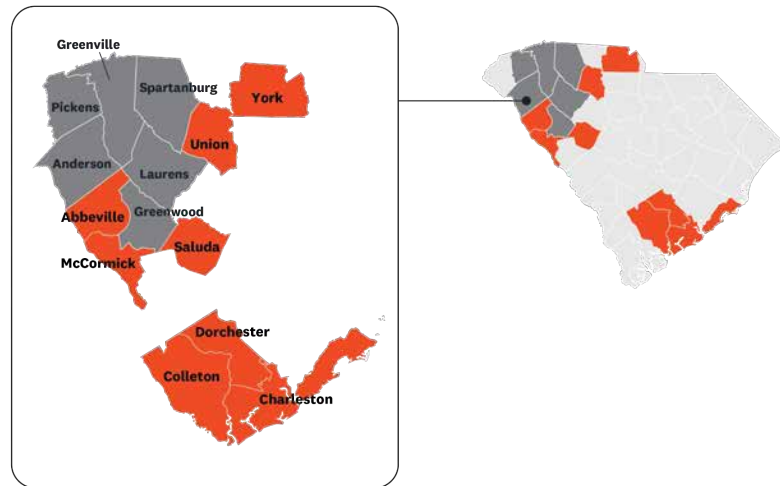 Greenville
Spartanburg
York
Pickens
Union
Anderson
Laurens
Abbeville
Greenwood
Saluda
McCormick
Dorchester
Colleton
Charleston